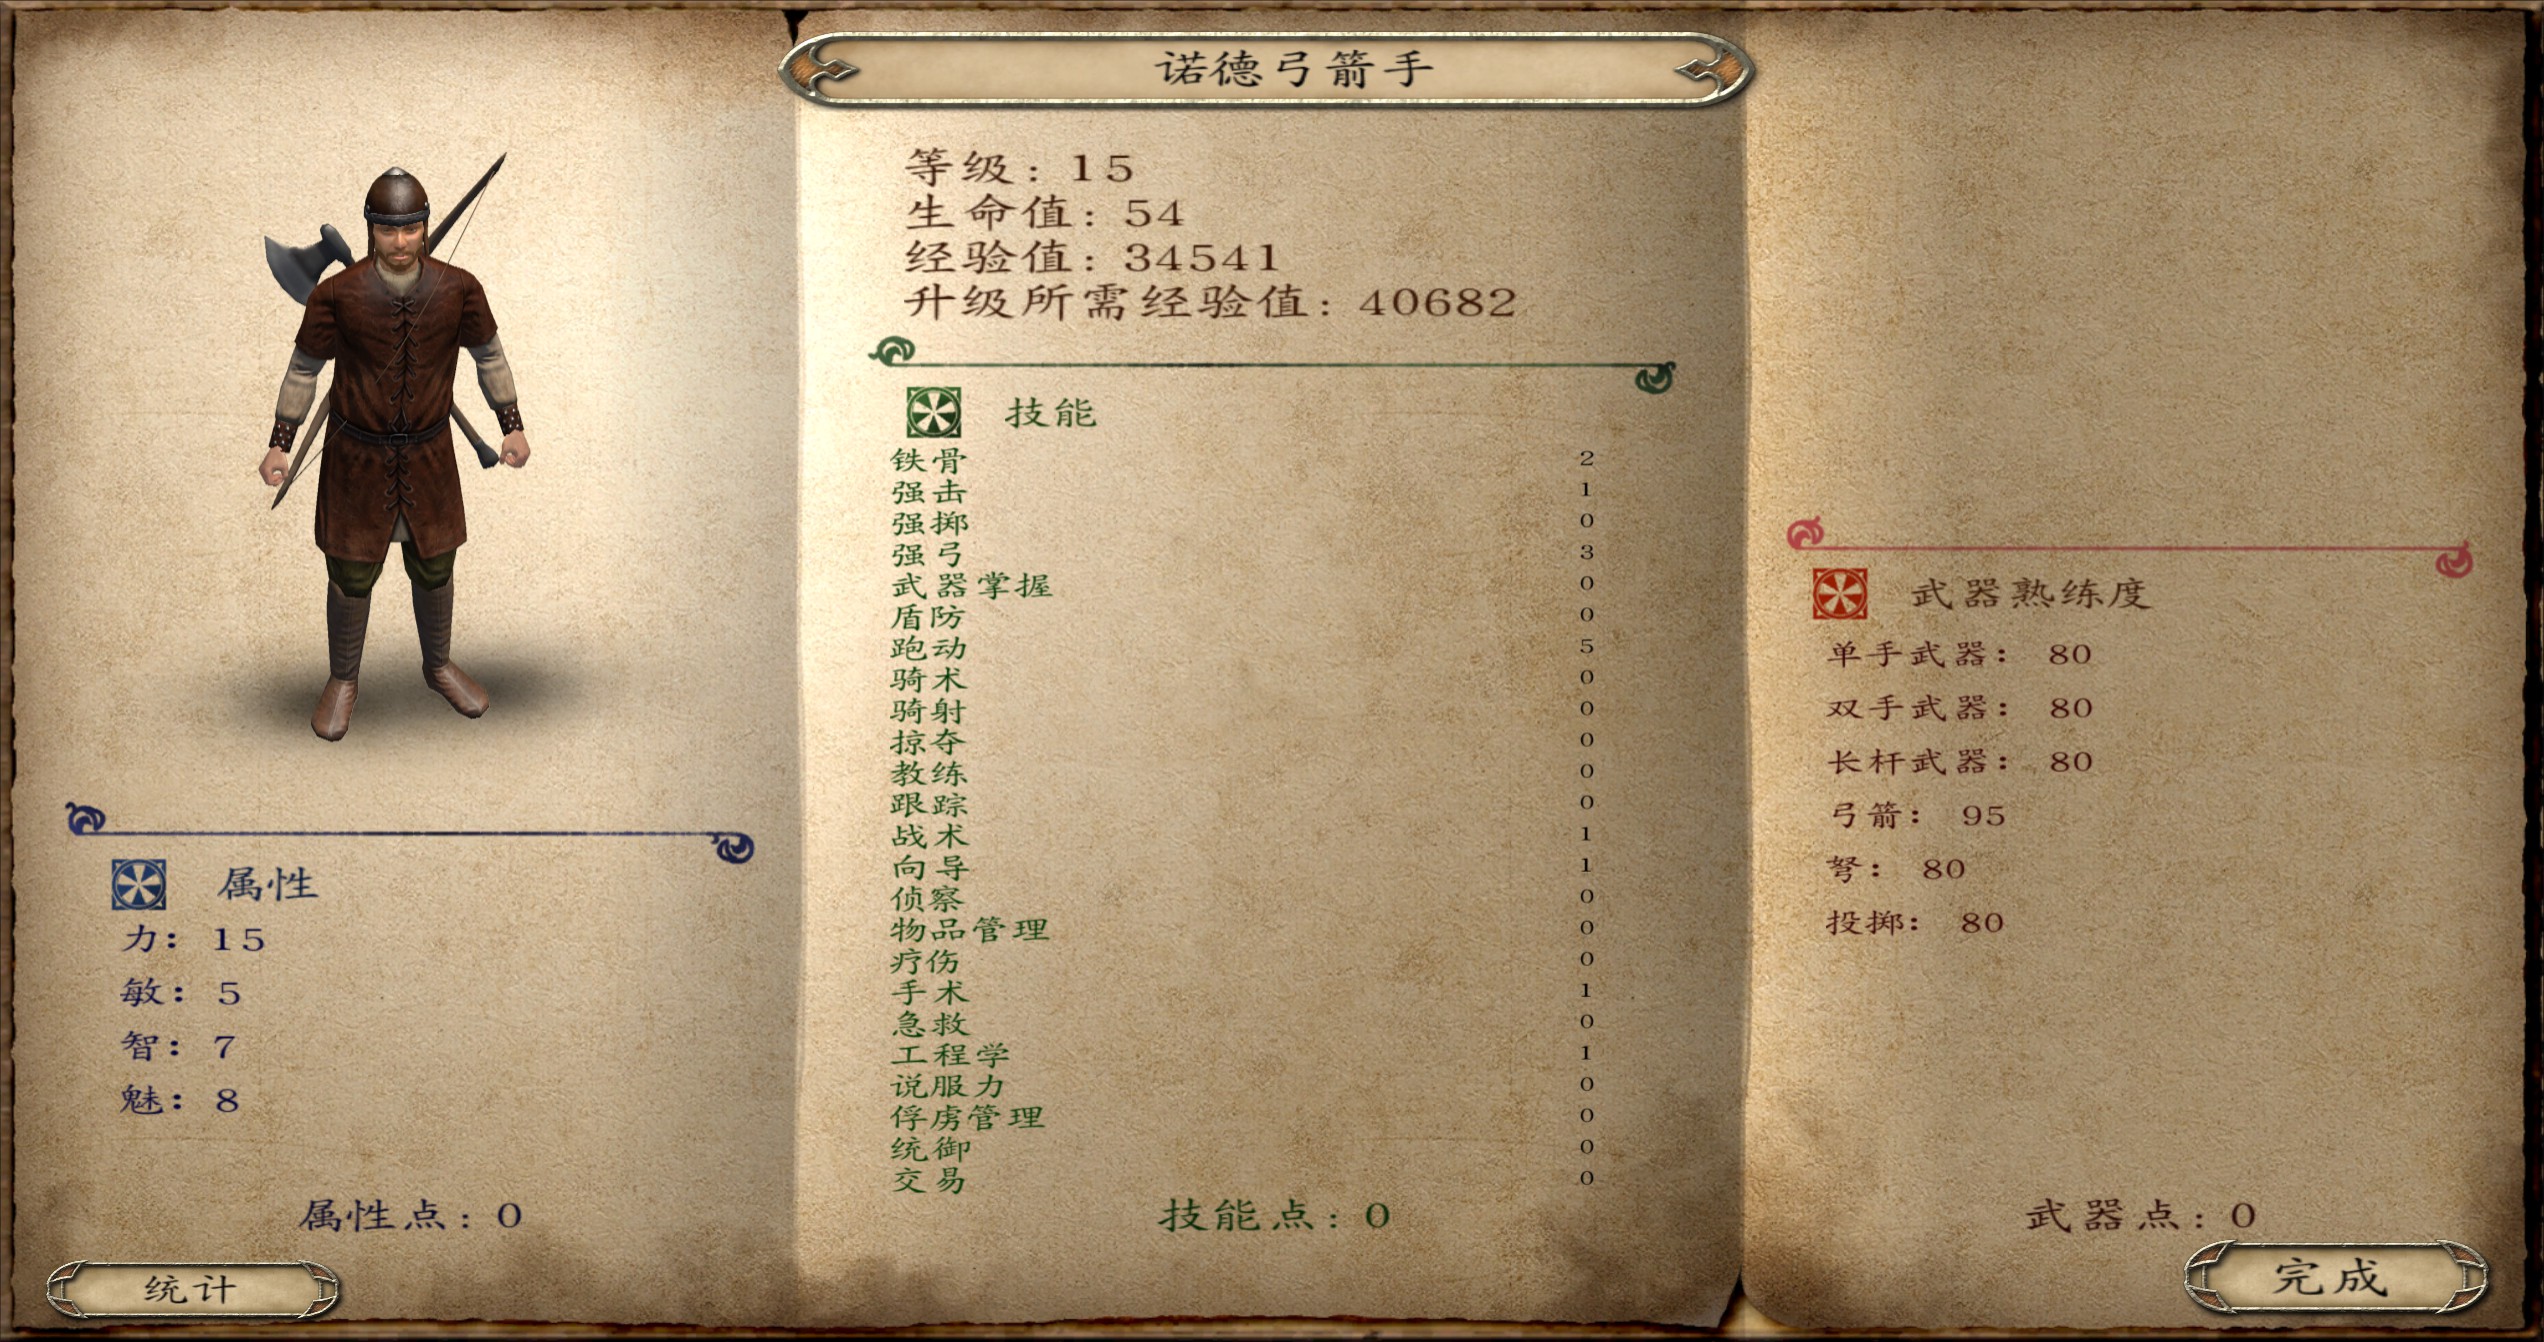 诺德弓箭手
等级：15
生命值：54
经验值：34541
升级所需经验值：40682
技能
铁骨 2
强击 1
强掷 0
强弓 3
武器掌握 0
盾防 0
跑动 5
骑术 0
骑射 0
掠夺 0
教练 0
跟踪 0
战术 1
向导 1
侦察 0
物品管理 0
疗伤 0
手术 1
急救 0
工程学 1
说服力 0
俘虏管理 0
统御 0
交易 0
技能点：0
属性
力：15
敏：5
智：7
魅：8
属性点：0
统计
武器熟练度
单手武器：80
双手武器：80
长杆武器：80
弓箭：95
弩：80
投掷：80
武器点：0
完成